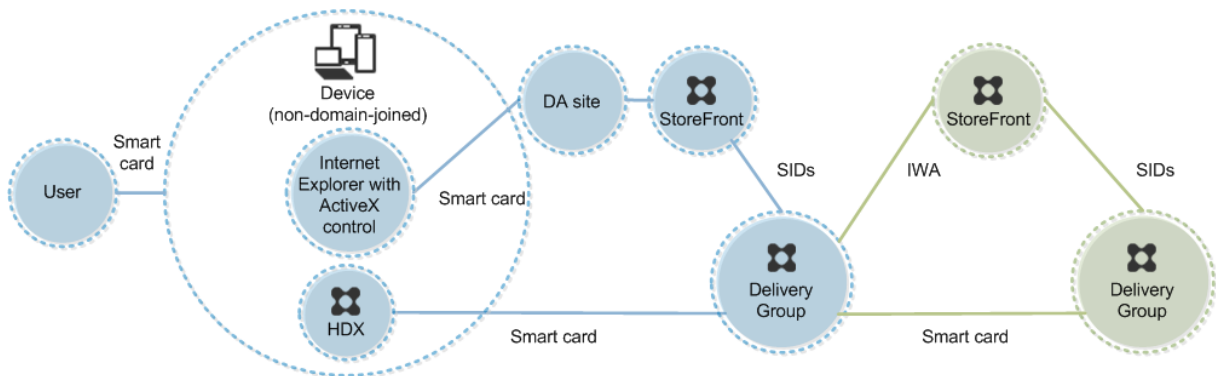 Device
(non-domain-joined)
DA site
StoreFront
StoreFront
Smart
card
User
Internet
Explorer with
ActiveX
control
Smart card
SIDs
IWA
SIDs
HDX
Smart card
Delivery
Group
Smart card
Delivery
Group